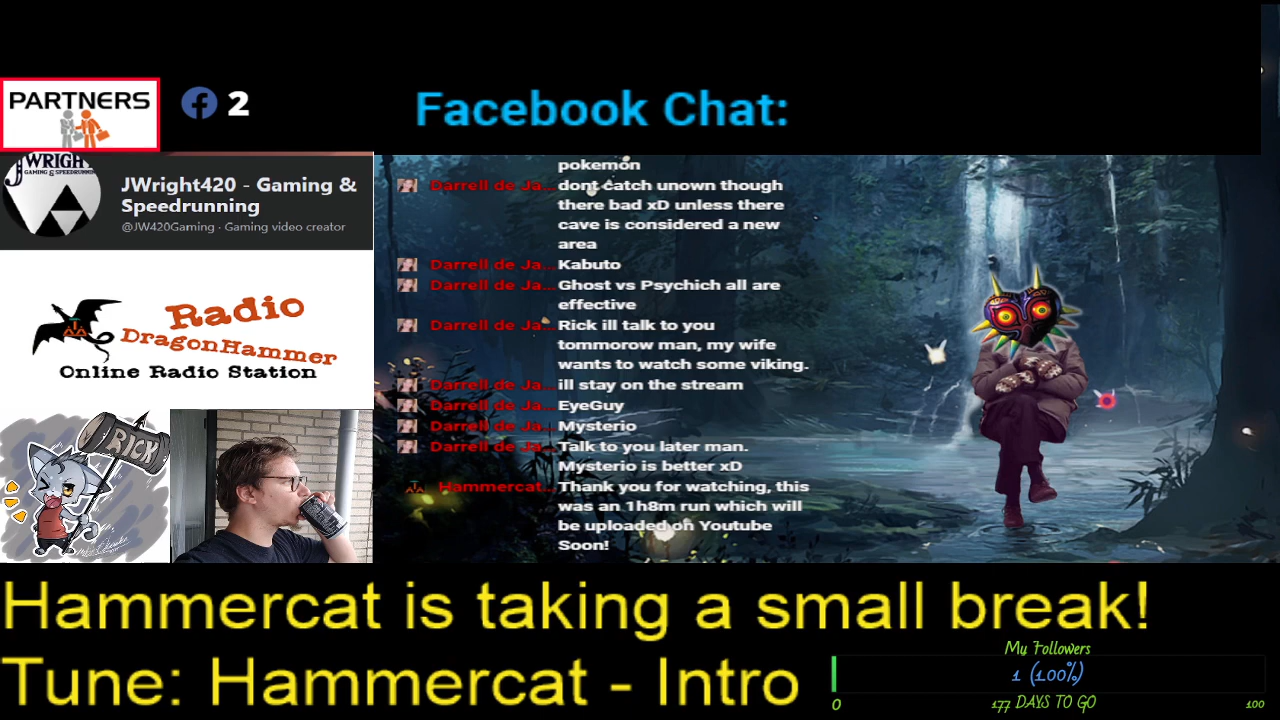 PARTNERS
2
Facebook Chat:
JWRIGHT
GAMING & SPEEDRUNNING
JWright420 - Gaming &
Speedrunning
@JW420Gaming · Gaming video creator
Radio
DragonHammer
Online Radio Station
RICK
pokemon
Darrell de Ja... dont catch unown though
there bad xD unless there
cave is considered a new
area
Darrell de Ja... Kabuto
Darrell de Ja... Ghost vs Psychich all are
effective
Darrell de Ja... Rick ill talk to you
tommorow man, my wife
wants to watch some viking.
Darrell de Ja... ill stay on the stream
Darrell de Ja... EyeGuy
Darrell de Ja... Mysterio
Darrell de Ja... Talk to you later man.
Mysterio is better xD
Hammercat... Thank you for watching, this
was an 1h8m run which will
be uploaded on Youtube
Soon!
Hammercat is taking a small break!
Tune: Hammercat - Intro
My Followers
1 (100%)
0
177 DAYS TO GO
100